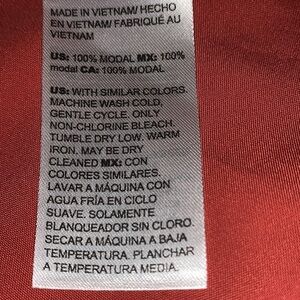 MADE IN VIETNAM/ HECHO
EN VIETNAM/ FABRIQUÉ AU
VIETNAM
US: 100% MODAL MX: 100%
modal CA: 100% MODAL
US: WITH SIMILAR COLORS.
MACHINE WASH COLD,
GENTLE CYCLE. ONLY
NON-CHLORINE BLEACH.
TUMBLE DRY LOW. WARM
IRON. MAY BE DRY
CLEANED MX: CON
COLORES SIMILARES.
LAVAR A MÁQUINA CON
AGUA FRÍA EN CICLO
SUAVE. SOLAMENTE
BLANQUEADOR SIN CLORO.
SECAR A MÁQUINA A BAJA
TEMPERATURA. PLANCHAR
A TEMPERATURA MEDIA.